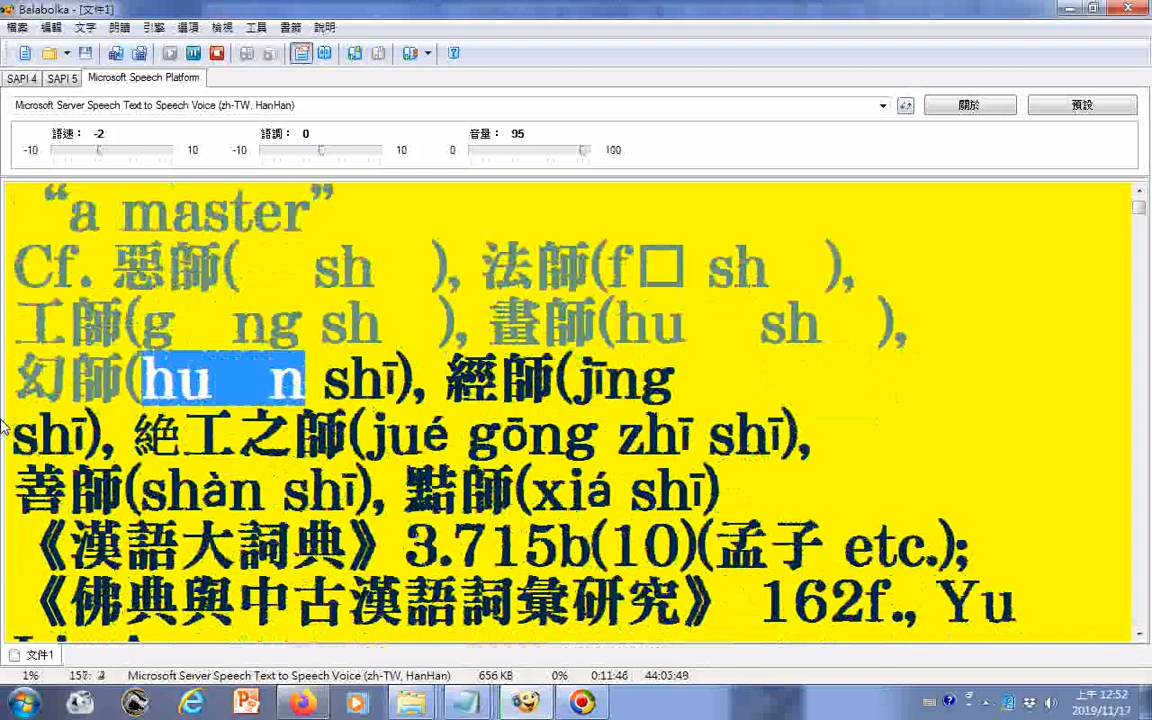 Balabolka - [文件1]
檔案 編輯 文字 朗讀 引擎 選項 檢視 工具 書籤 說明
SAPI 4 SAPI 5 Microsoft Speech Platform
Microsoft Server Speech Text to Speech Voice (zh-TW, HanHan) 關於 預設
語速： -2 語調： 0 音量： 95
-10 10 -10 10 0 100
“a master”
Cf. 惡師( sh ), 法師(f□ sh ),
工師(g ng sh ), 畫師(hu sh ),
幻師(hu n shī), 經師(jīng
shī), 絶工之師(jué gōng zhī shī),
善師(shàn shī), 黠師(xiá shī)
《漢語大詞典》 3.715b(10)(孟子 etc.);
《佛典與中古漢語詞彙研究》 162f., Yu
文件1
1% Microsoft Server Speech Text to Speech Voice (zh-TW, HanHan) 656 KB 0% 0:11:46 44:05:49
上午 12:52
2019/11/17